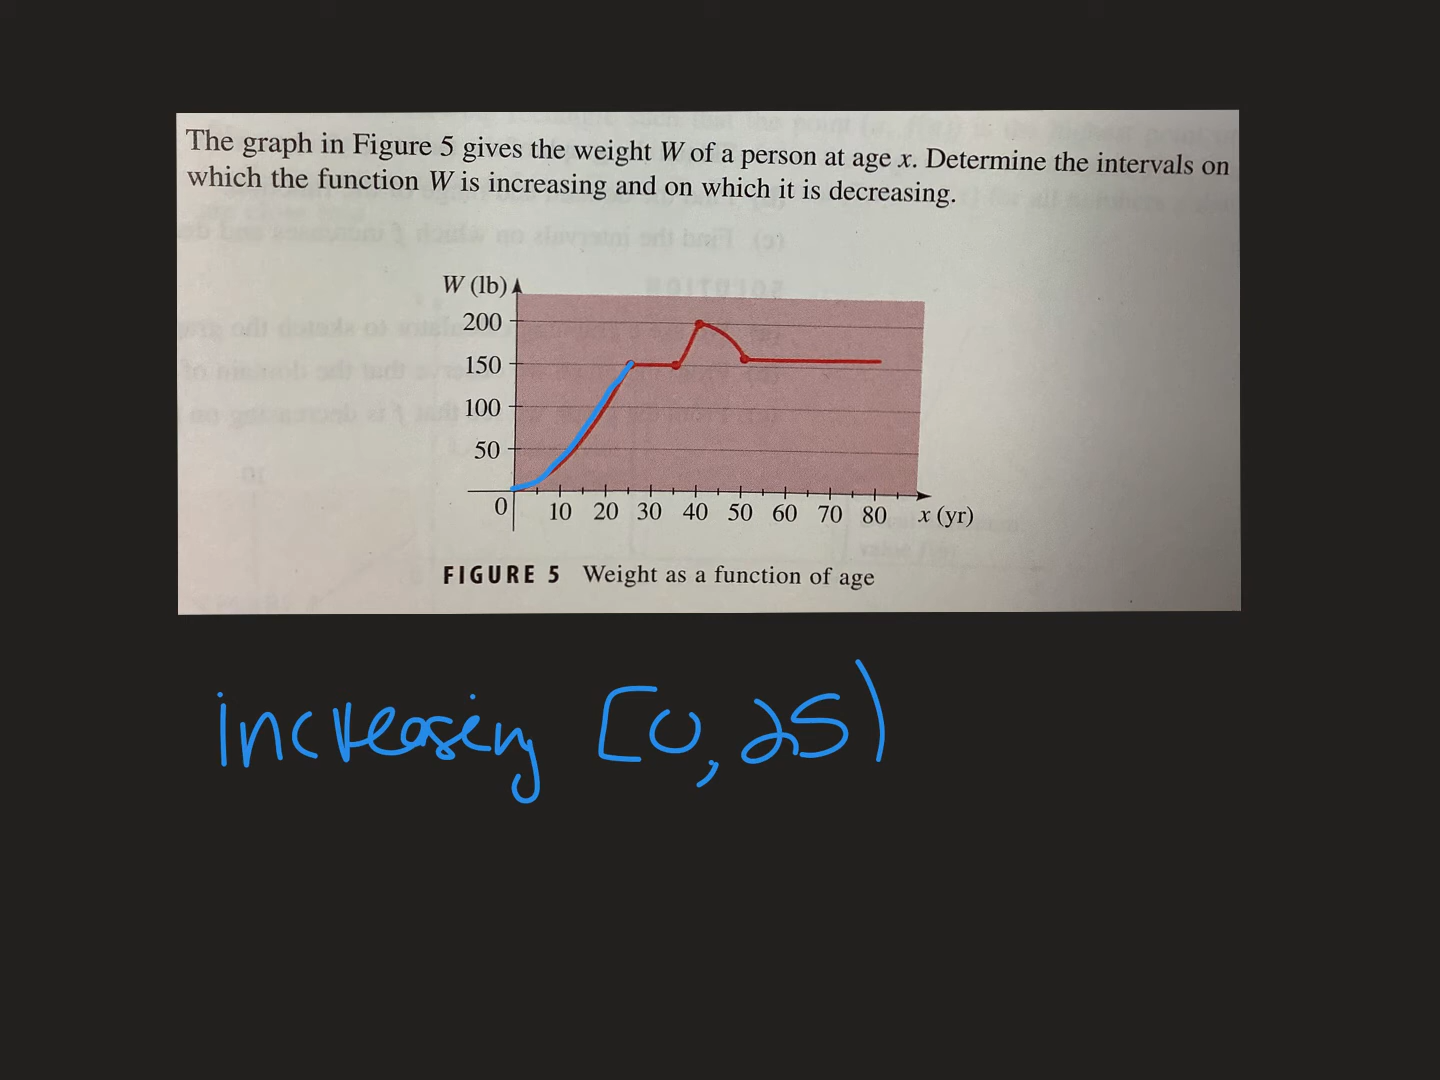 The graph in Figure 5 gives the weight W of a person at age x. Determine the intervals on
which the function W is increasing and on which it is decreasing.
W (lb)
200
150
100
50
0 10 20 30 40 50 60 70 80 x (yr)
FIGURE 5 Weight as a function of age
increasing [0, 25)